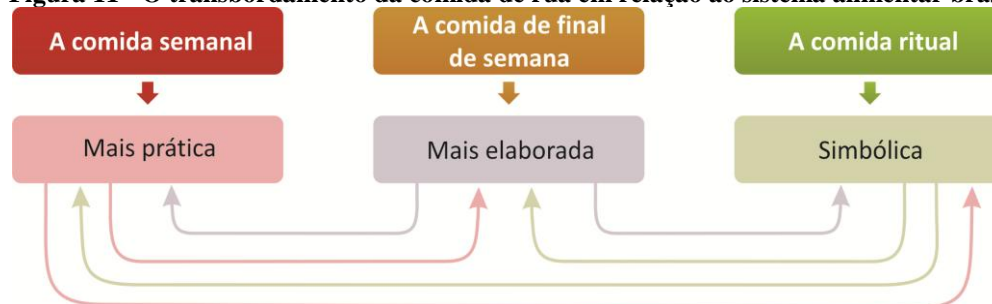 Figura 11 - O transbordamento da comida de rua em relação ao sistema alimentar
A comida semanal
A comida de final
de semana
A comida ritual
Mais prática
Mais elaborada
Simbólica